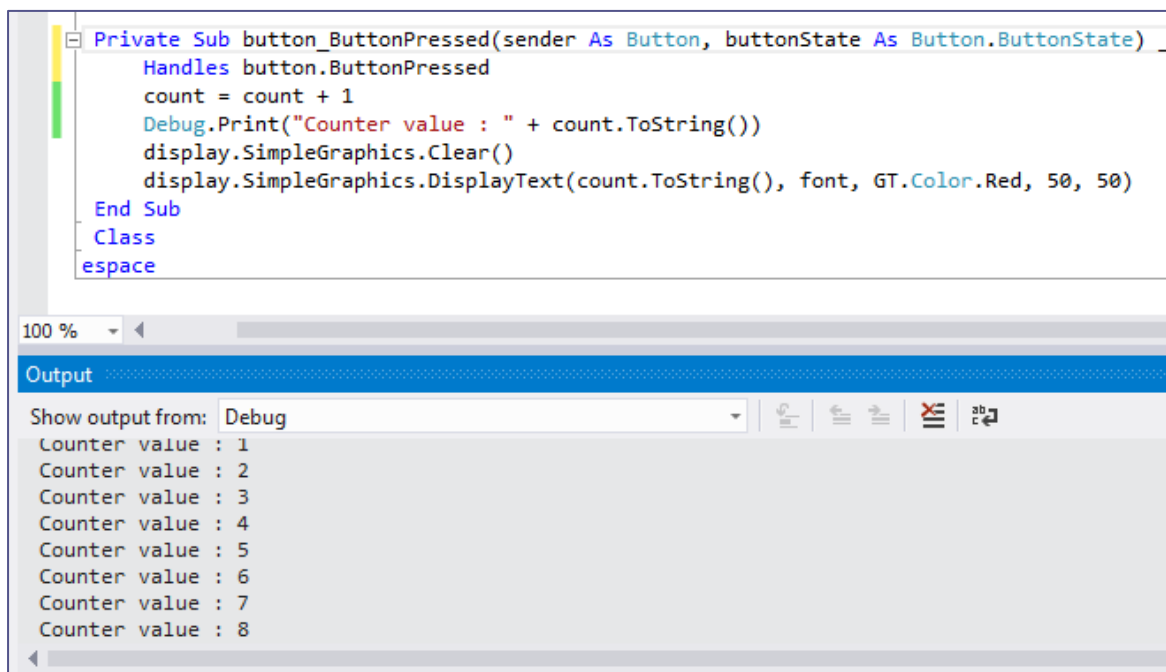 Private Sub button_ButtonPressed(sender As Button, buttonState As Button.ButtonState) _
Handles button.ButtonPressed
count = count + 1
Debug.Print("Counter value : " + count.ToString())
display.SimpleGraphics.Clear()
display.SimpleGraphics.DisplayText(count.ToString(), font, GT.Color.Red, 50, 50)
End Sub
Class
espace
100 %
Output
Show output from: Debug
Counter value : 1
Counter value : 2
Counter value : 3
Counter value : 4
Counter value : 5
Counter value : 6
Counter value : 7
Counter value : 8